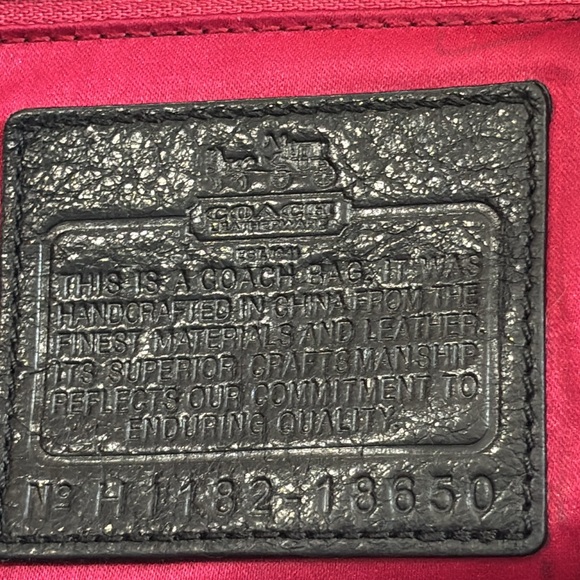 COACH
LEATHERWARE
THIS IS A COACH BAG. IT WAS
HANDCRAFTED IN CHINA FROM THE
FINEST MATERIALS AND LEATHER.
ITS SUPERIOR CRAFTSMANSHIP
REFLECTS OUR COMMITMENT TO
ENDURING QUALITY.
Nº H1182-18650